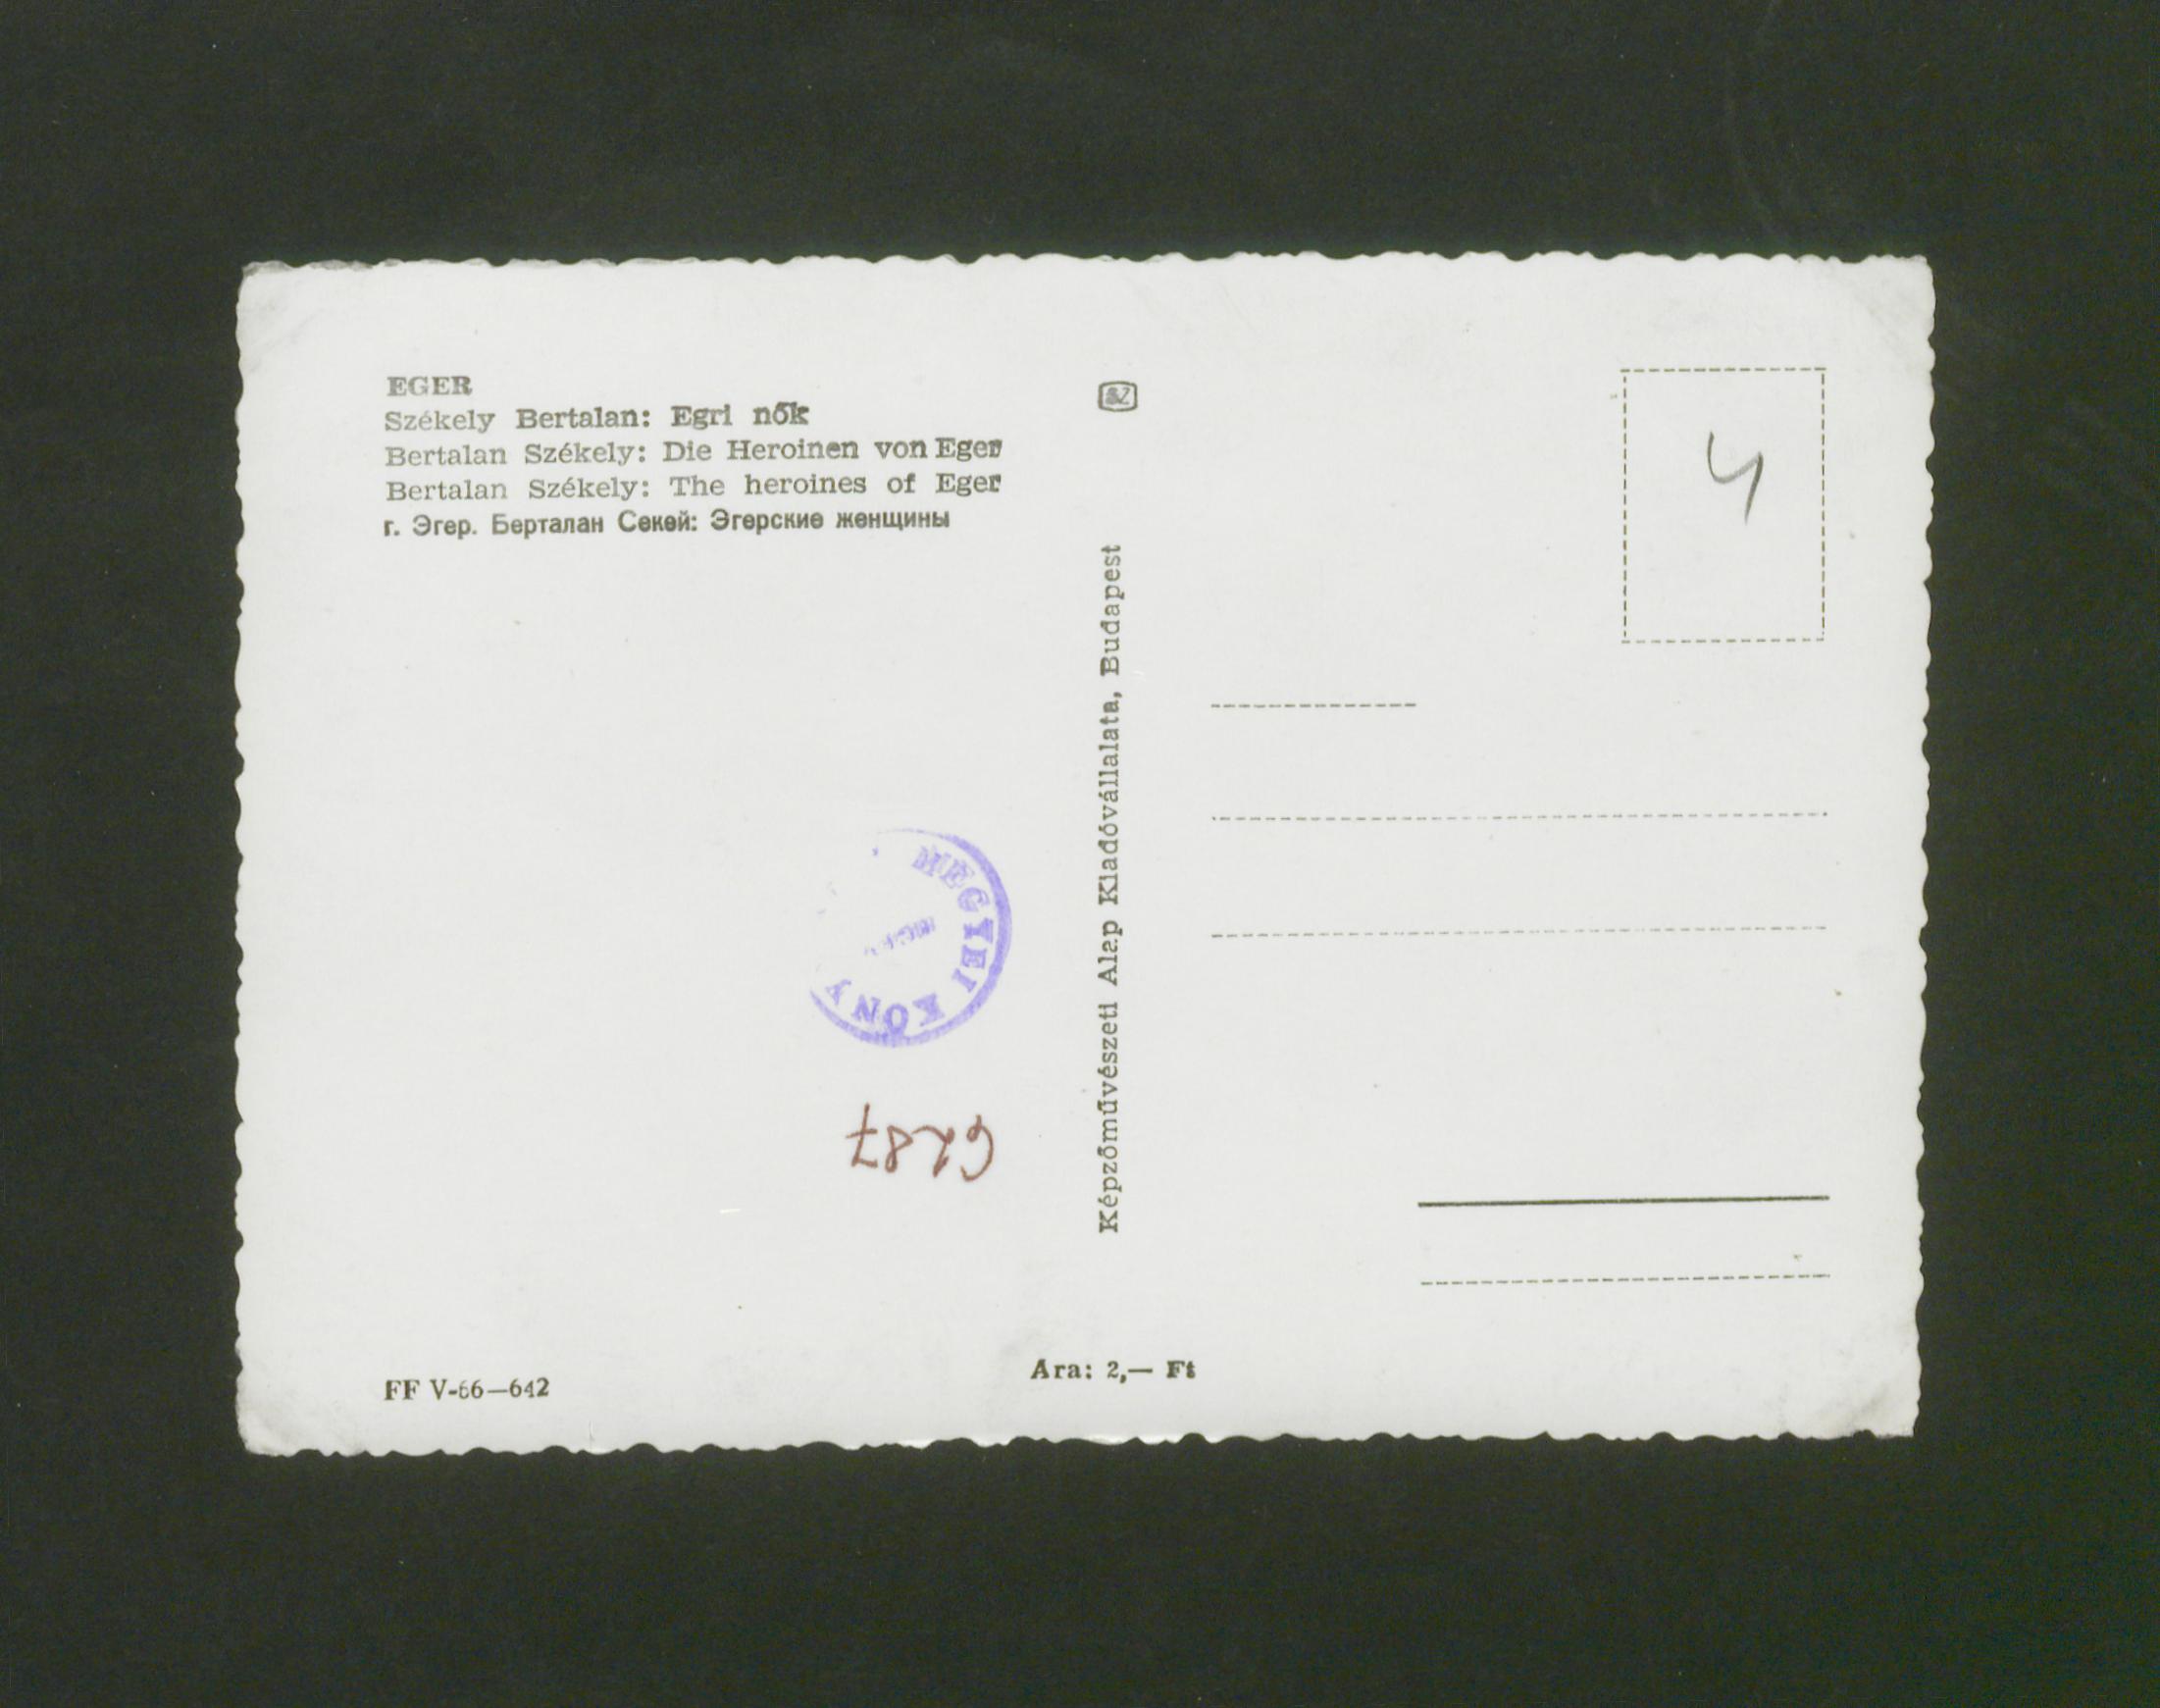 EGER
Székely Bertalan: Egri nők
Bertalan Székely: Die Heroinen von Eger
Bertalan Székely: The heroines of Eger
г. Эгер. Берталан Секей: Эгерские женщины
SZ
4
Képzőművészeti Alap Kiadóvállalata, Budapest
MEGYEI KÖNY
6287
FF V-66—642
Ára: 2,— Ft